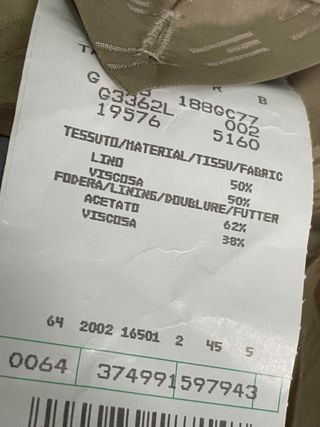 G3362L 188GC77
19576 002
5160
TESSUTO/MATERIAL/TISSU/FABRIC
LINO 50%
VISCOSA 50%
FODERA/LINING/DOUBLURE/FUTTER
ACETATO 62%
VISCOSA 38%
64 2002 16501 2 45 5
0064 374991597943